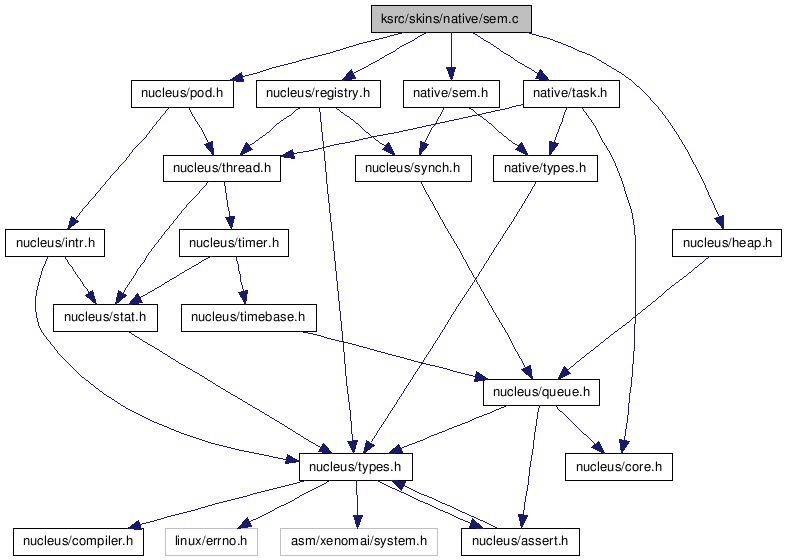 ksrc/skins/native/sem.c
nucleus/pod.h
nucleus/registry.h
native/sem.h
native/task.h
nucleus/thread.h
nucleus/synch.h
native/types.h
nucleus/intr.h
nucleus/timer.h
nucleus/heap.h
nucleus/stat.h
nucleus/timebase.h
nucleus/queue.h
nucleus/types.h
nucleus/core.h
nucleus/compiler.h
linux/errno.h
asm/xenomai/system.h
nucleus/assert.h